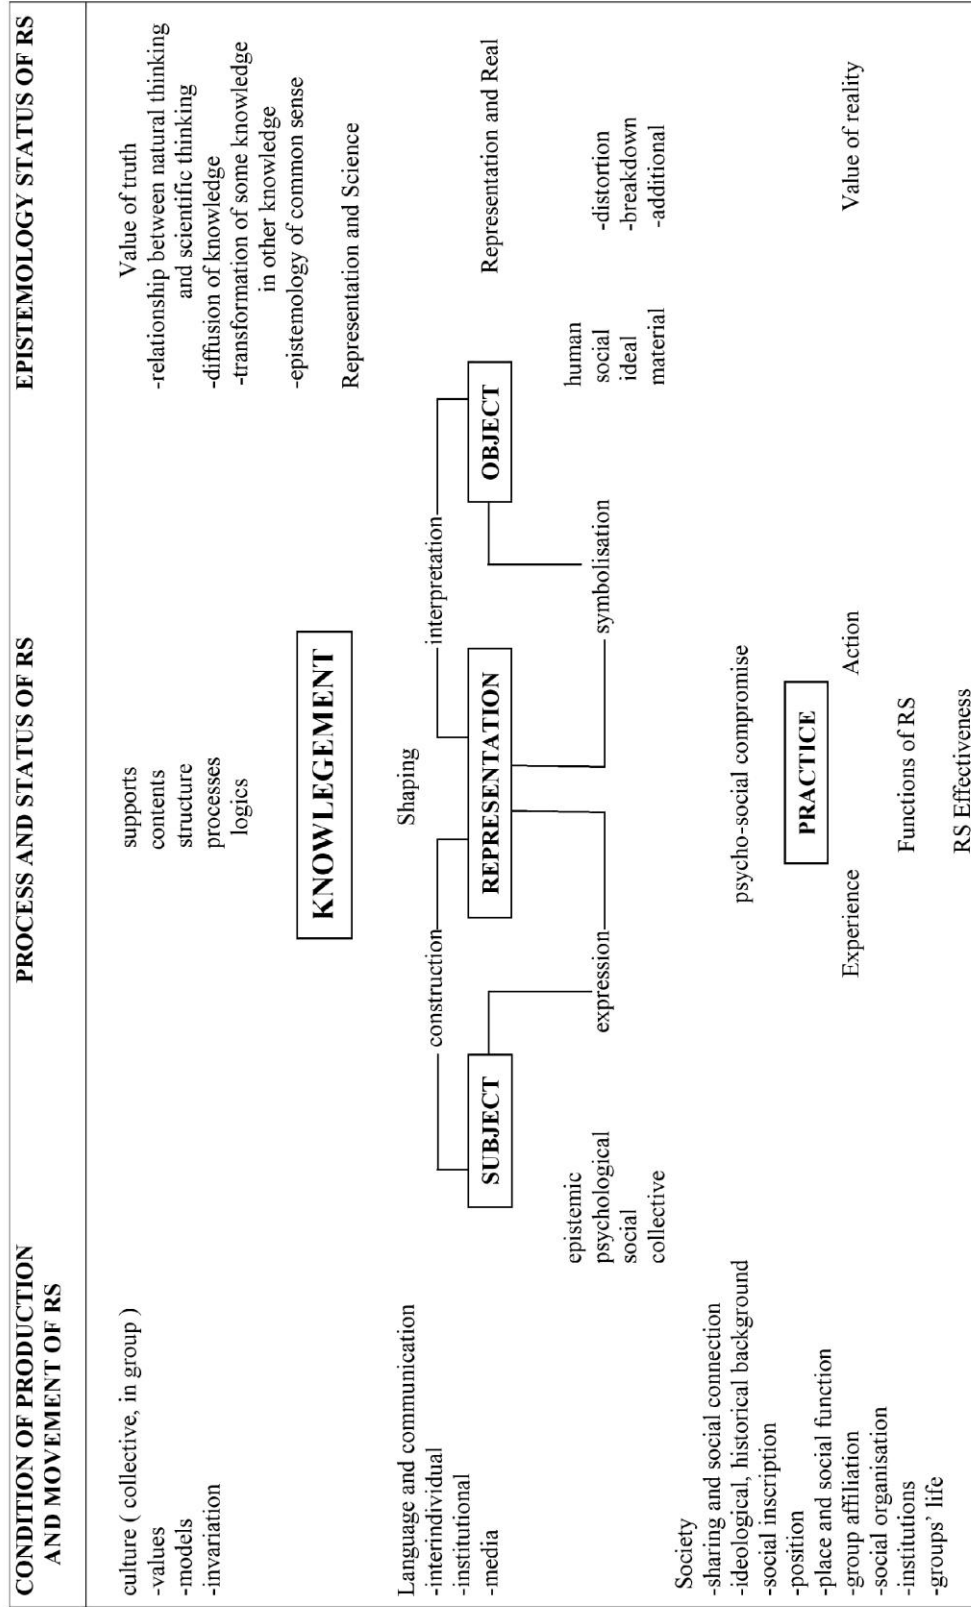 CONDITION OF PRODUCTION
AND MOVEMENT OF RS
PROCESS AND STATUS OF RS
EPISTEMOLOGY STATUS OF RS
culture ( collective, in group )
-values
-models
-invariation
Language and communication
-interindividual
-institutional
-media
Society
-sharing and social connection
-ideological, historical background
-social inscription
-position
-place and social function
-group affiliation
-social organisation
-institutions
-groups' life
supports
contents
structure
processes
logics
KNOWLEGEMENT
Shaping
construction
interpretation
SUBJECT
REPRESENTATION
OBJECT
expression
symbolisation
epistemic
psychological
social
collective
human
social
ideal
material
psycho-social compromise
PRACTICE
Experience
Action
Functions of RS
RS Effectiveness
Value of truth
-relationship between natural thinking
and scientific thinking
-diffusion of knowledge
-transformation of some knowledge
in other knowledge
-epistemology of common sense
Representation and Science
Representation and Real
-distortion
-breakdown
-additional
Value of reality